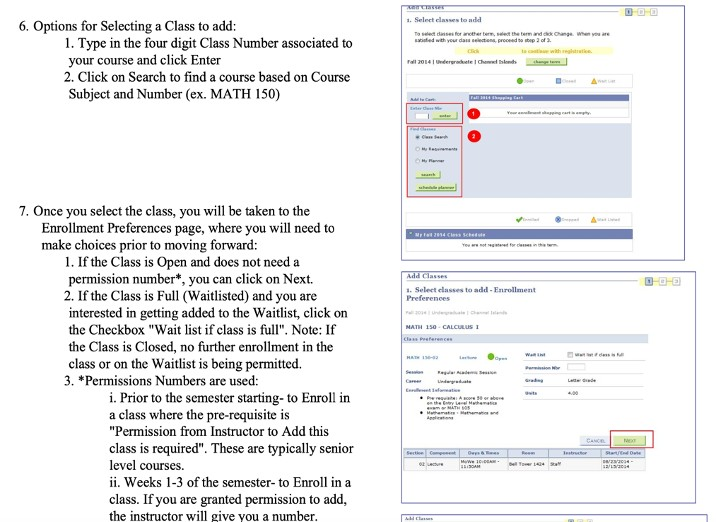 6. Options for Selecting a Class to add:
1. Type in the four digit Class Number associated to
your course and click Enter
2. Click on Search to find a course based on Course
Subject and Number (ex. MATH 150)
7. Once you select the class, you will be taken to the
Enrollment Preferences page, where you will need to
make choices prior to moving forward:
1. If the Class is Open and does not need a
permission number*, you can click on Next.
2. If the Class is Full (Waitlisted) and you are
interested in getting added to the Waitlist, click on
the Checkbox "Wait list if class is full". Note: If
the Class is Closed, no further enrollment in the
class or on the Waitlist is being permitted.
3. *Permissions Numbers are used:
i. Prior to the semester starting- to Enroll in
a class where the pre-requisite is
"Permission from Instructor to Add this
class is required". These are typically senior
level courses.
ii. Weeks 1-3 of the semester- to Enroll in a
class. If you are granted permission to add,
the instructor will give you a number.
Add Classes
1. Select classes to add
To select classes for another term, select the term and click Change. When you are
satisfied with your class selections, proceed to step 2 of 3.
Click to continue with registration.
Fall 2014 | Undergraduate | Channel Islands
change term
Open
Closed
Wait List
Add to Cart:
Fall 2014 Shopping Cart
Enter Class Nbr
enter
1
Your enrollment shopping cart is empty.
Find Classes
2
Class Search
My Requirements
My Planner
search
schedule planner
Enrolled
Dropped
Wait Listed
My Fall 2014 Class Schedule
You are not registered for classes in this term.
Add Classes
1 2 3
1. Select classes to add - Enrollment
Preferences
Fall 2014 | Undergraduate | Channel Islands
MATH 150 - CALCULUS I
Class Preferences
MATH 150-02 Lecture Open
Wait List Wait list if class is full
Permission Nbr
Session Regular Academic Session
Grading Letter Grade
Career Undergraduate
Units 4.00
Enrollment Information
Pre requisite: A score 50 or above
on the Entry Level Mathematics
exam or MATH 105
Mathematics - Mathematics and
Applications
CANCEL
NEXT
Section Component Days & Times Room Instructor Start/End Date
02 Lecture MoWe 10:00AM - 11:30AM Bell Tower 1424 Staff 08/23/2014 - 12/13/2014
Add Classes